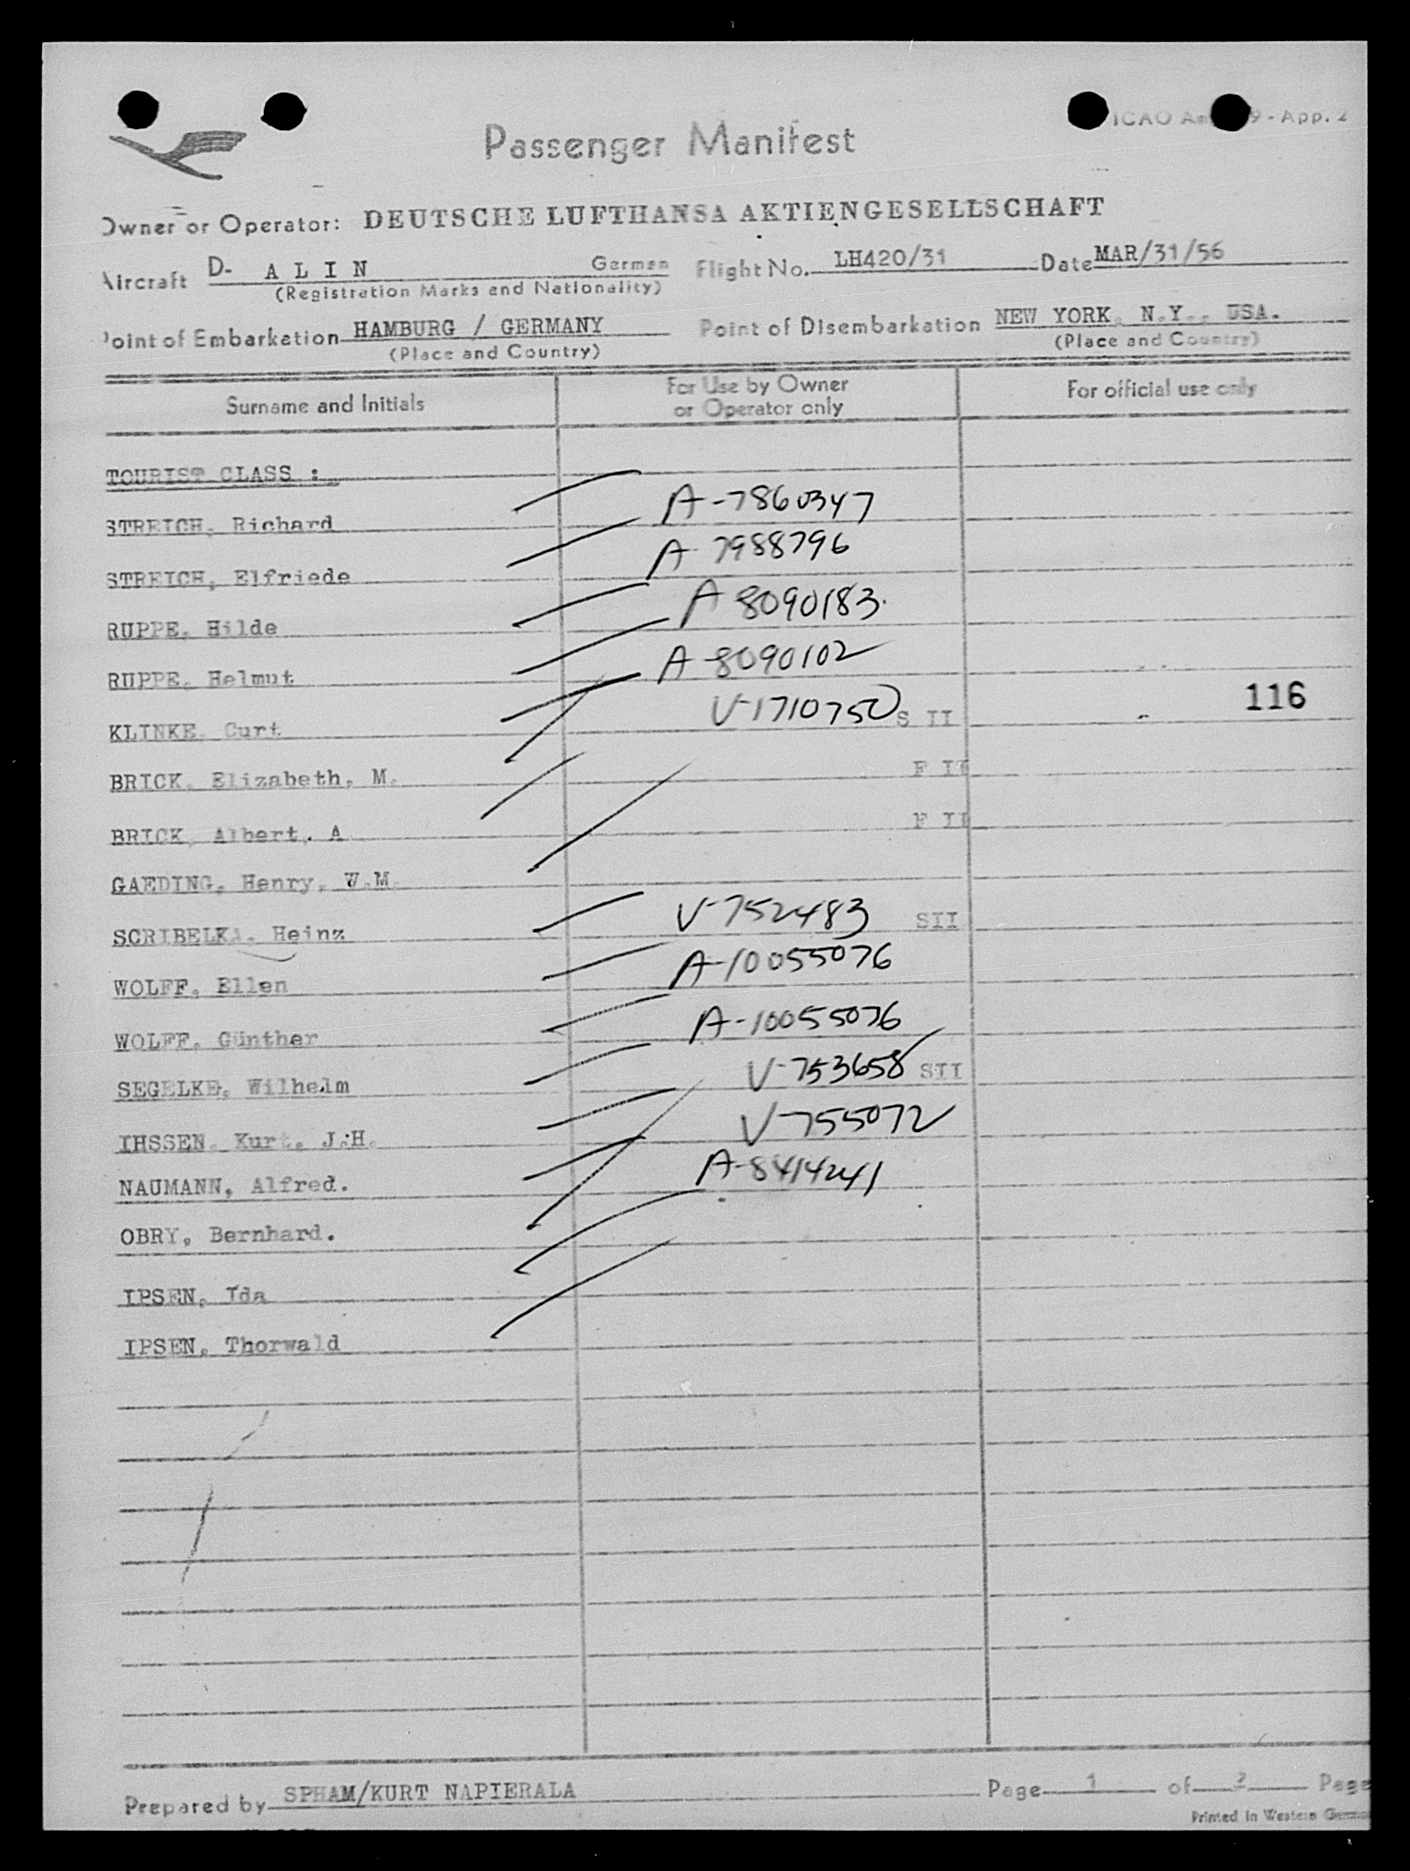 ICAO An 9 - App. 2
Passenger Manifest
Owner or Operator: DEUTSCHE LUFTHANSA AKTIENGESELLSCHAFT
Aircraft D- A L I N German Flight No. LH420/31 Date MAR/31/56
(Registration Marks and Nationality)
Point of Embarkation HAMBURG / GERMANY Point of Disembarkation NEW YORK, N.Y., USA.
(Place and Country) (Place and Country)
Surname and Initials For Use by Owner or Operator only For official use only
TOURIST CLASS :
STREICH, Richard A-7860347
STREICH, Elfriede A 7988796
RUPPE, Hilde A 8090183.
RUPPE, Helmut A 8090102
KLINKE, Curt V-1710750 S II 116
BRICK, Elizabeth, M. F II
BRICK, Albert, A F II
GAEDING, Henry, W.M.
SCRIBELKA, Heinz V-752483 SII
WOLFF, Ellen A-10055076
WOLFF, Günther A-10055076
SEGELKE, Wilhelm V-753658 SII
IHSSEN, Kurt, J.H. V-755072
NAUMANN, Alfred. A-8414241
OBRY, Bernhard.
IPSEN, Ida
IPSEN, Thorwald
Prepared by SPHAM/KURT NAPIERALA Page 1 of 2 Page
Printed in Western